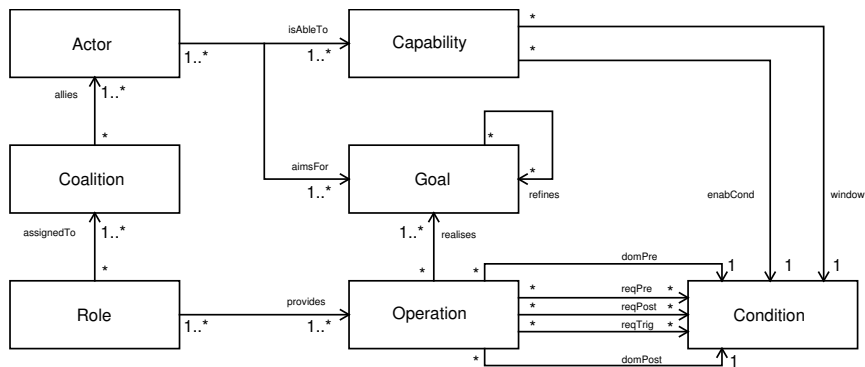 * isAbleTo *
Actor Capability
1..* 1..* *
allies 1..*
* * 
Coalition aimsFor Goal *
1..* refines enabCond window
assignedTo 1..* 1..* realises
* * * domPre 1 1 1
* reqPre *
provides
Role Operation * reqPost * Condition
* reqTrig *
1..* 1..*
* domPost 1